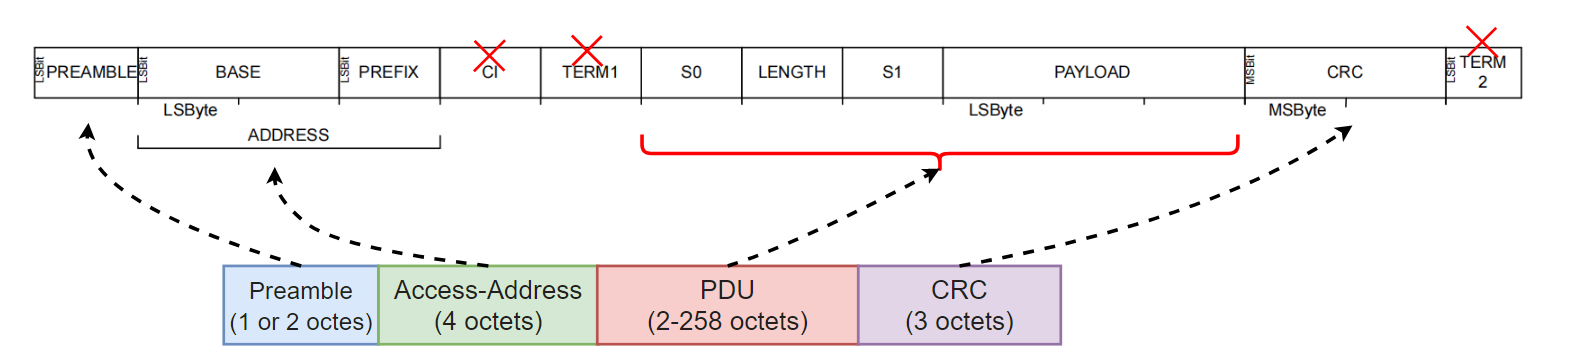 LSBit PREAMBLE LSBit BASE LSBit PREFIX CI TERM1 S0 LENGTH S1 PAYLOAD MSBit CRC LSBit TERM
2
LSByte LSByte MSByte
ADDRESS
Preamble Access-Address PDU CRC
(1 or 2 octes) (4 octets) (2-258 octets) (3 octets)